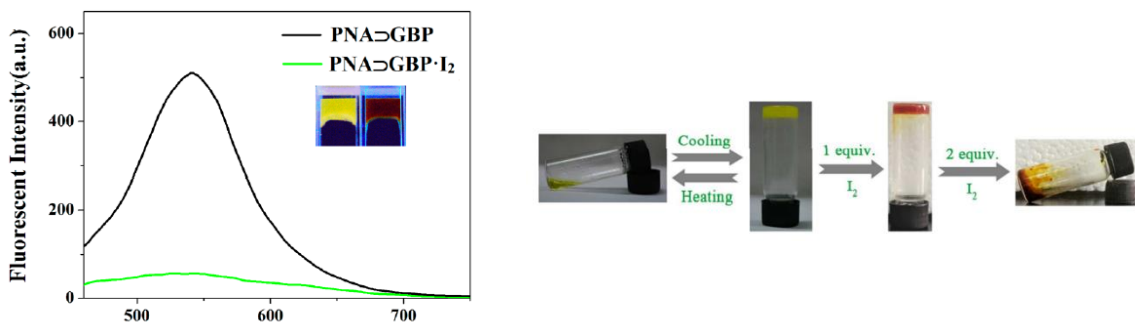 Fluorescent Intensity(a.u.)
600
400
200
0
500
600
700
PNA⊃GBP
PNA⊃GBP·I₂
Cooling
Heating
1 equiv.
I₂
2 equiv.
I₂